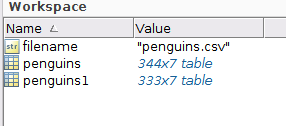 Workspace
Name Value
str filename "penguins.csv"
penguins 344x7 table
penguins1 333x7 table